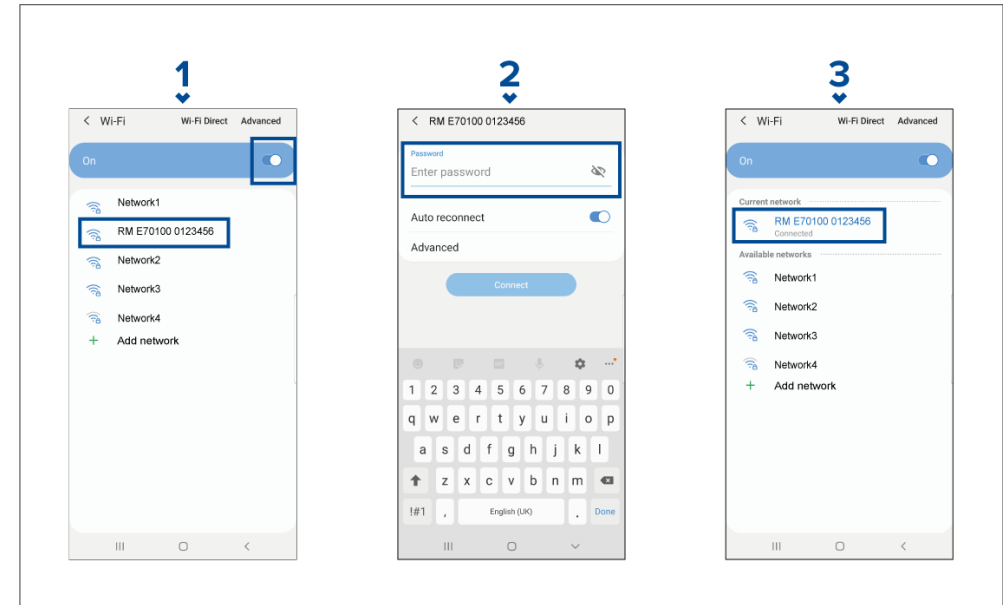 1
Wi-Fi Wi-Fi Direct Advanced
On
Network1
RM E70100 0123456
Network2
Network3
Network4
Add network
2
RM E70100 0123456
Password
Enter password
Auto reconnect
Advanced
Connect
1 2 3 4 5 6 7 8 9 0
q w e r t y u i o p
a s d f g h j k l
z x c v b n m
!#1 , English (UK) . Done
3
Wi-Fi Wi-Fi Direct Advanced
On
Current network
RM E70100 0123456
Connected
Available networks
Network1
Network2
Network3
Network4
Add network